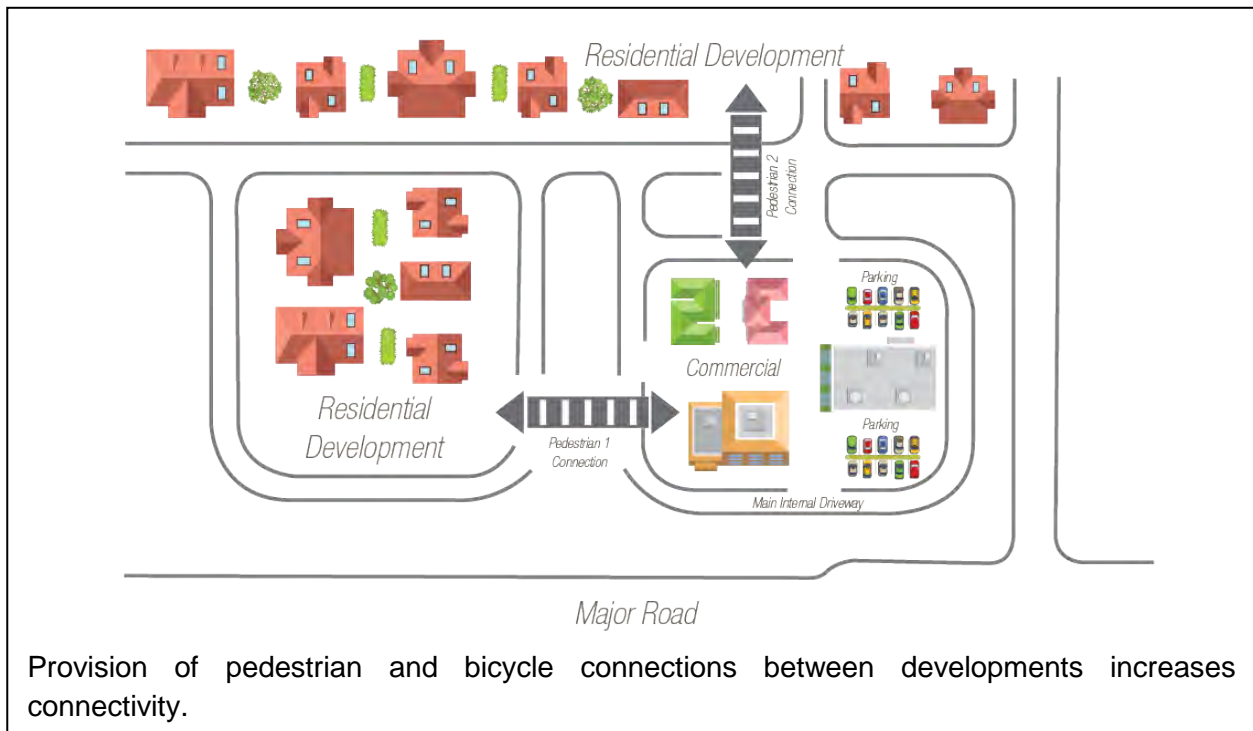 Residential Development
Pedestrian 2
Connection
Parking
Commercial
Residential
Development
Parking
Pedestrian 1
Connection
Main Internal Driveway
Major Road
Provision of pedestrian and bicycle connections between developments increases
connectivity.